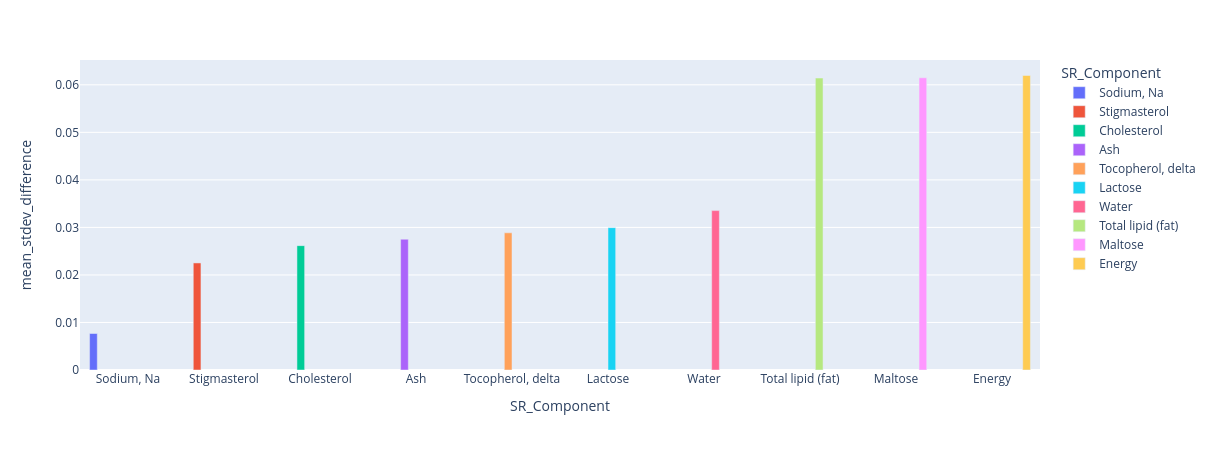 mean_stdev_difference
0.06
0.05
0.04
0.03
0.02
0.01
0
Sodium, Na
Stigmasterol
Cholesterol
Ash
Tocopherol, delta
Lactose
Water
Total lipid (fat)
Maltose
Energy
SR_Component
SR_Component
Sodium, Na
Stigmasterol
Cholesterol
Ash
Tocopherol, delta
Lactose
Water
Total lipid (fat)
Maltose
Energy